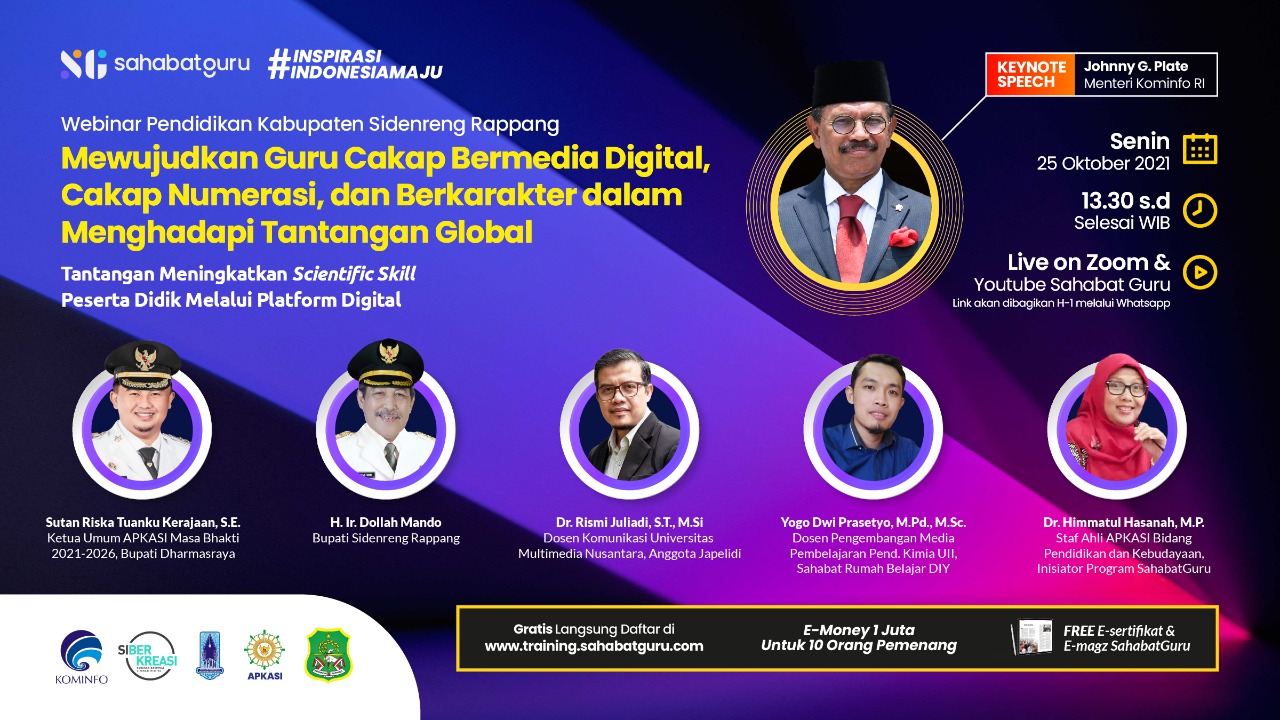 sahabatguru
#INSPIRASI
INDONESIAMAJU
Webinar Pendidikan Kabupaten Sidenreng Rappang
Mewujudkan Guru Cakap Bermedia Digital,
Cakap Numerasi, dan Berkarakter dalam
Menghadapi Tantangan Global
Tantangan Meningkatkan Scientific Skill
Peserta Didik Melalui Platform Digital
KEYNOTE
SPEECH
Johnny G. Plate
Menteri Kominfo RI
Senin
25 Oktober 2021
13.30 s.d
Selesai WIB
Live on Zoom &
Youtube Sahabat Guru
Link akan dibagikan H-1 melalui Whatsapp
Sutan Riska Tuanku Kerajaan, S.E.
Ketua Umum APKASI Masa Bhakti
2021-2026, Bupati Dharmasraya
H. Ir. Dollah Mando
Bupati Sidenreng Rappang
Dr. Rismi Juliadi, S.T., M.Si
Dosen Komunikasi Universitas
Multimedia Nusantara, Anggota Japelidi
Yogo Dwi Prasetyo, M.Pd., M.Sc.
Dosen Pengembangan Media
Pembelajaran Pend. Kimia UII,
Sahabat Rumah Belajar DIY
Dr. Himmatul Hasanah, M.P.
Staf Ahli APKASI Bidang
Pendidikan dan Kebudayaan,
Inisiator Program SahabatGuru
KOMINFO
SIBER
KREASI
APKASI
Gratis Langsung Daftar di
www.training.sahabatguru.com
E-Money 1 Juta
Untuk 10 Orang Pemenang
FREE E-sertifikat &
E-magz SahabatGuru